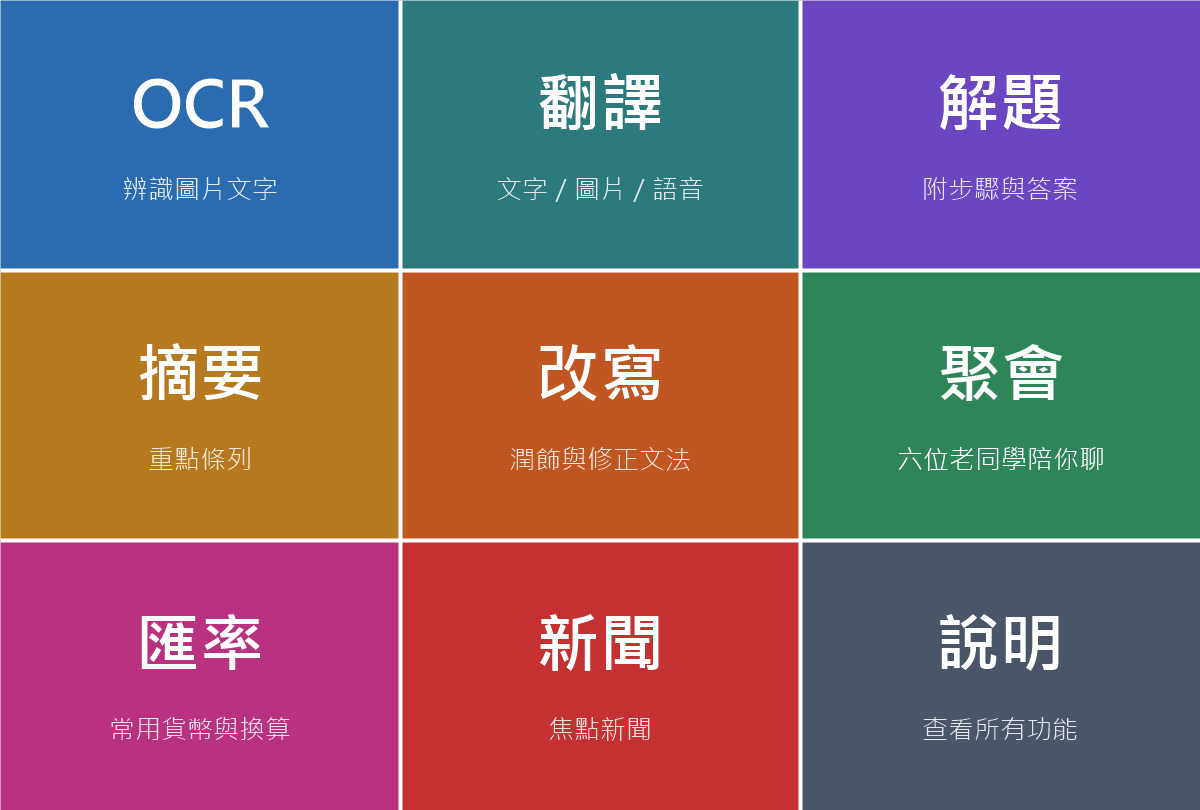 OCR
辨識圖片文字
翻譯
文字 / 圖片 / 語音
解題
附步驟與答案
摘要
重點條列
改寫
潤飾與修正文法
聚會
六位老同學陪你聊
匯率
常用貨幣與換算
新聞
焦點新聞
說明
查看所有功能